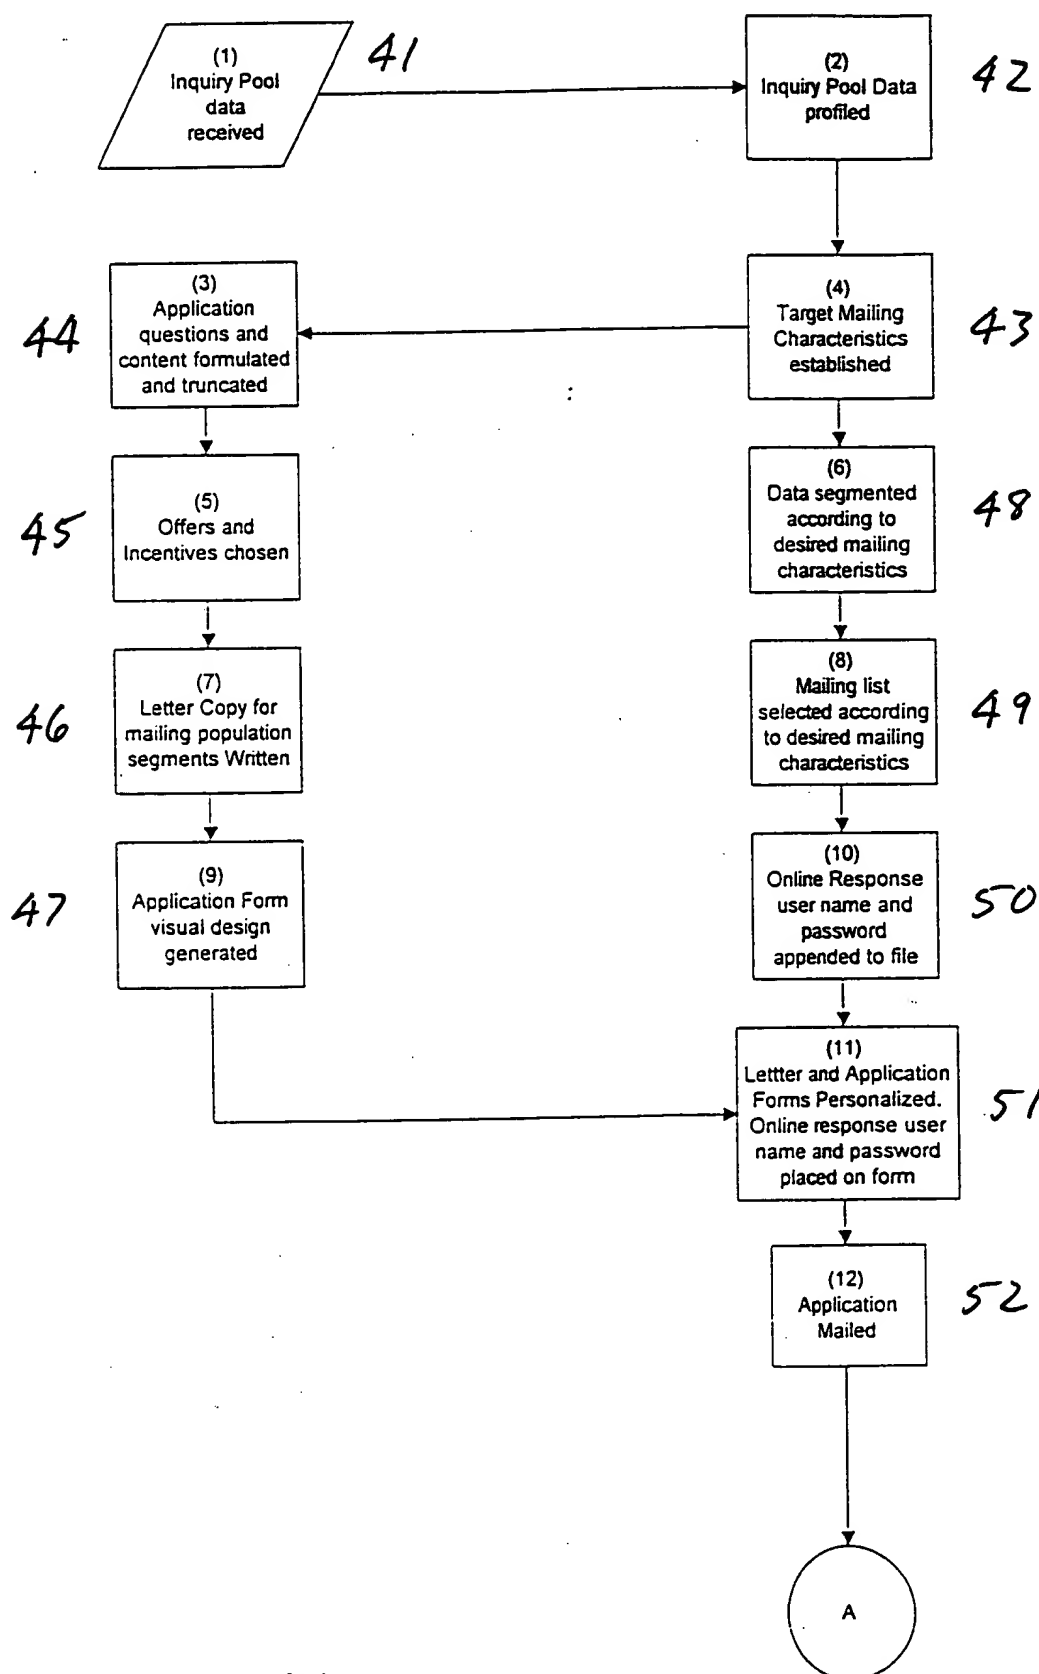 (1)
Inquiry Pool
data
received
41
(2)
Inquiry Pool Data
profiled
42
(3)
Application
questions and
content formulated
and truncated
44
(4)
Target Mailing
Characteristics
established
43
(5)
Offers and
Incentives chosen
45
(6)
Data segmented
according to
desired mailing
characteristics
48
(7)
Letter Copy for
mailing population
segments Written
46
(8)
Mailing list
selected according
to desired mailing
characteristics
49
(9)
Application Form
visual design
generated
47
(10)
Online Response
user name and
password
appended to file
50
(11)
Lettter and Application
Forms Personalized.
Online response user
name and password
placed on form
51
(12)
Application
Mailed
52
A